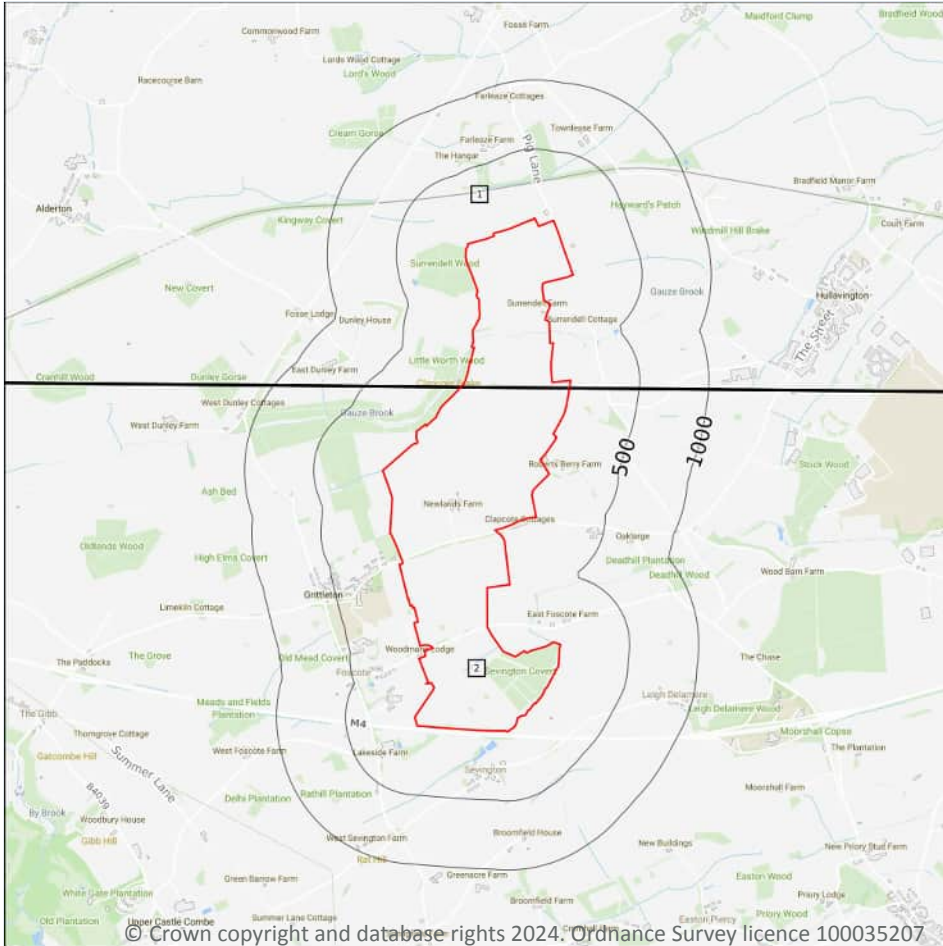 Fosse Farm
Maidford Clump
Bradfield Wood
Commonwood Farm
Lords Wood Cottage
Lord's Wood
Racecourse Barn
Farleaze Cottages
Cream Gorse
Townlease Farm
Farleaze Farm
Pig Lane
The Hangar
Bradfield Manor Farm
1
Alderton
Hayward's Patch
Kingway Covert
Court Farm
Windmill Hill Brake
Surrendell Wood
New Covert
Gauze Brook
Hullavington
Surrendell Farm
Fosse Lodge
Dunley House
Surrendell Cottage
The Street
Little Worth Wood
East Dunley Farm
Cranhill Wood
Dunley Gorse
West Dunley Cottages
Gauze Brook
West Dunley Farm
500
1000
Roberts Berry Farm
Stock Wood
Ash Bed
Newlands Farm
Clapcote Cottages
Oaklarge
Oldlands Wood
High Elms Covert
Deadhill Plantation
Deadhill Wood
Wood Barn Farm
Grittleton
Limekiln Cottage
East Foscote Farm
Woodman Lodge
The Grove
Old Mead Covert
The Chase
The Paddocks
2
Foscote
Sevington Covert
Leigh Delamere
Meads and Fields
Plantation
Leigh Delamere Wood
The Gibb
M4
Moorshall Copse
Thorngrove Cottage
West Foscote Farm
Lakeside Farm
The Plantation
Gatcombe Hill
Summer Lane
Sevington
Moorshall Farm
B4039
Delhi Plantation
Rathill Plantation
By Brook
Woodbury House
West Sevington Farm
Broomfield House
Gibb Hill
New Buildings
New Priory Stud Farm
Rat Hill
Green Barrow Farm
Greenacre Farm
Easton Wood
White Gate Plantation
Broomfield Farm
Priory Lodge
Old Plantation
Upper Castle Combe
Summer Lane Cottage
Easton Piercy
Priory Wood
© Crown copyright and database rights 2024. Ordnance Survey licence 100035207